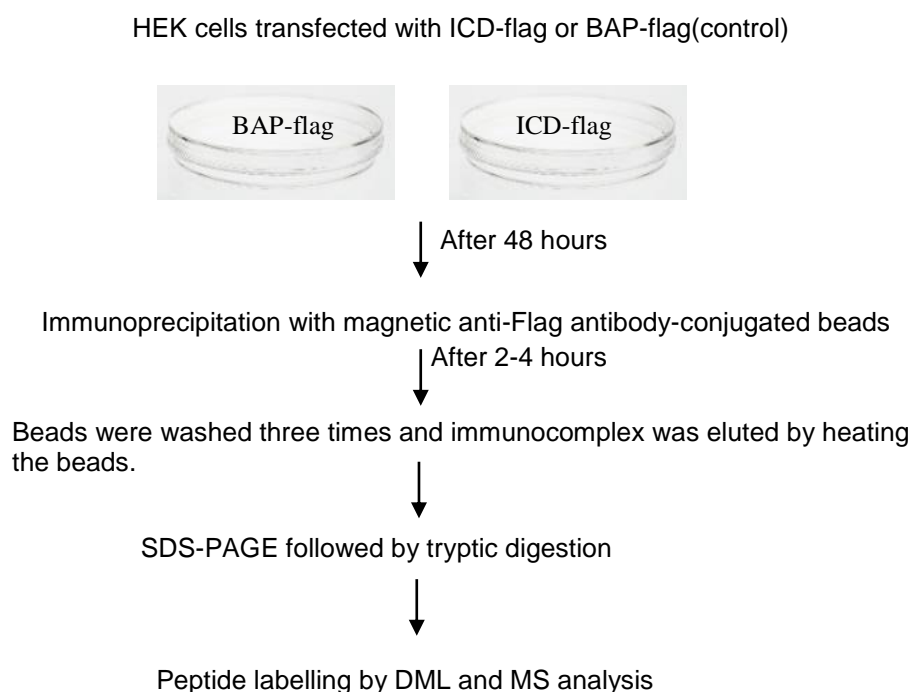 HEK cells transfected with ICD-flag or BAP-flag(control)
BAP-flag
ICD-flag
After 48 hours
Immunoprecipitation with magnetic anti-Flag antibody-conjugated beads
After 2-4 hours
Beads were washed three times and immunocomplex was eluted by heating
the beads.
SDS-PAGE followed by tryptic digestion
Peptide labelling by DML and MS analysis